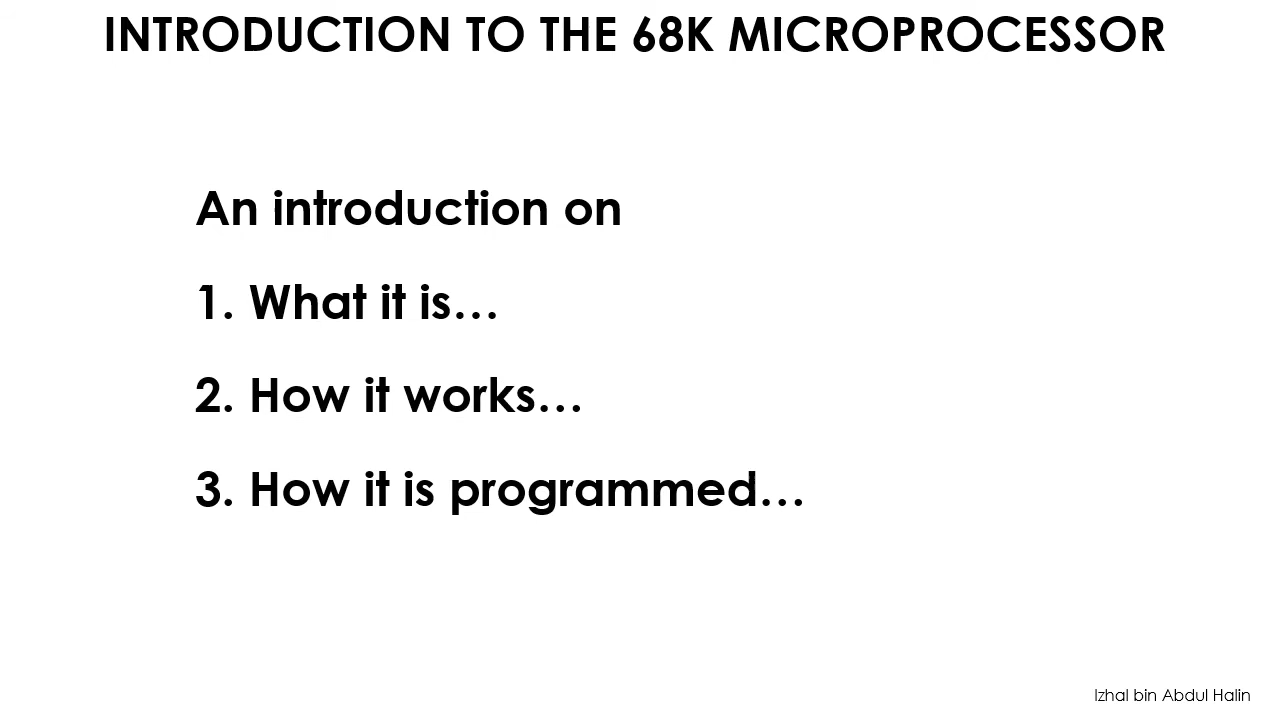 INTRODUCTION TO THE 68K MICROPROCESSOR
An introduction on
1. What it is…
2. How it works…
3. How it is programmed…
Izhal bin Abdul Halin